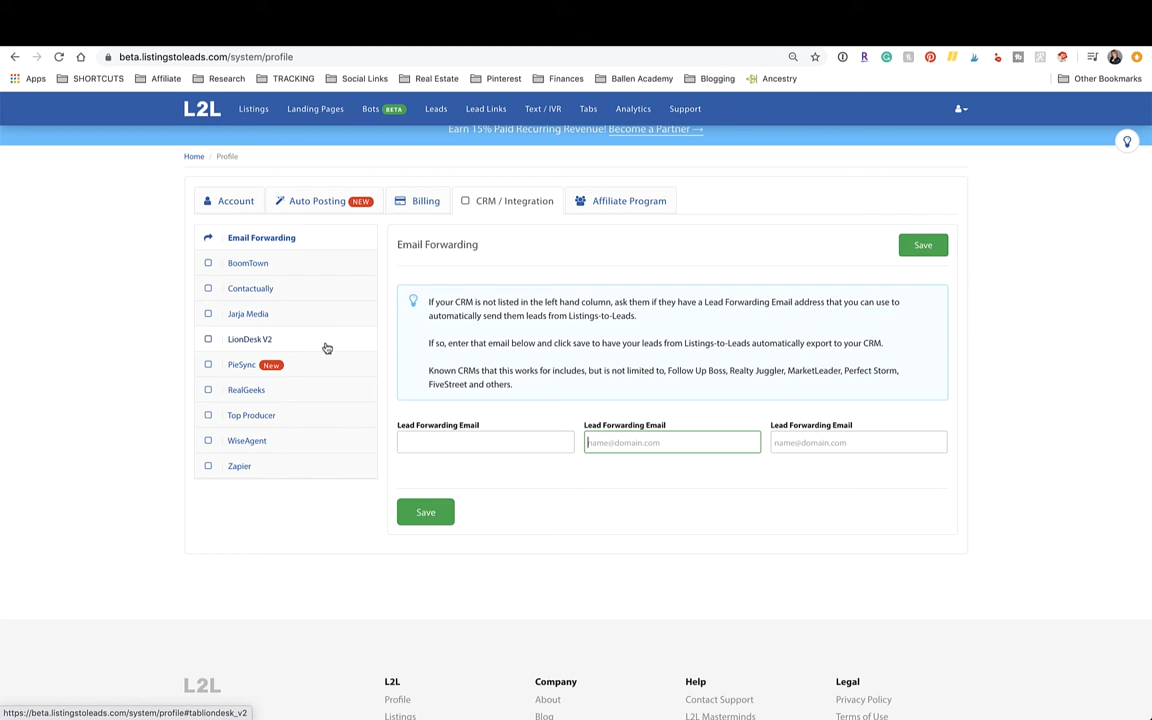 beta.listingstoleads.com/system/profile
Apps SHORTCUTS Affiliate Research TRACKING Social Links Real Estate Pinterest Finances Ballen Academy Blogging Ancestry Other Bookmarks
L2L Listings Landing Pages Bots BETA Leads Lead Links Text / IVR Tabs Analytics Support
Earn 15% Paid Recurring Revenue! Become a Partner →
Home / Profile
Account Auto Posting NEW Billing CRM / Integration Affiliate Program
Email Forwarding
BoomTown
Contactually
Jarja Media
LionDesk V2
PieSync New
RealGeeks
Top Producer
WiseAgent
Zapier
Email Forwarding Save
If your CRM is not listed in the left hand column, ask them if they have a Lead Forwarding Email address that you can use to
automatically send them leads from Listings-to-Leads.
If so, enter that email below and click save to have your leads from Listings-to-Leads automatically export to your CRM.
Known CRMs that this works for includes, but is not limited to, Follow Up Boss, Realty Juggler, MarketLeader, Perfect Storm,
FiveStreet and others.
Lead Forwarding Email Lead Forwarding Email Lead Forwarding Email
name@domain.com name@domain.com
Save
L2L L2L Company Help Legal
Profile About Contact Support Privacy Policy
Listings Blog L2L Masterminds Terms of Use
https://beta.listingstoleads.com/system/profile#tabliondesk_v2